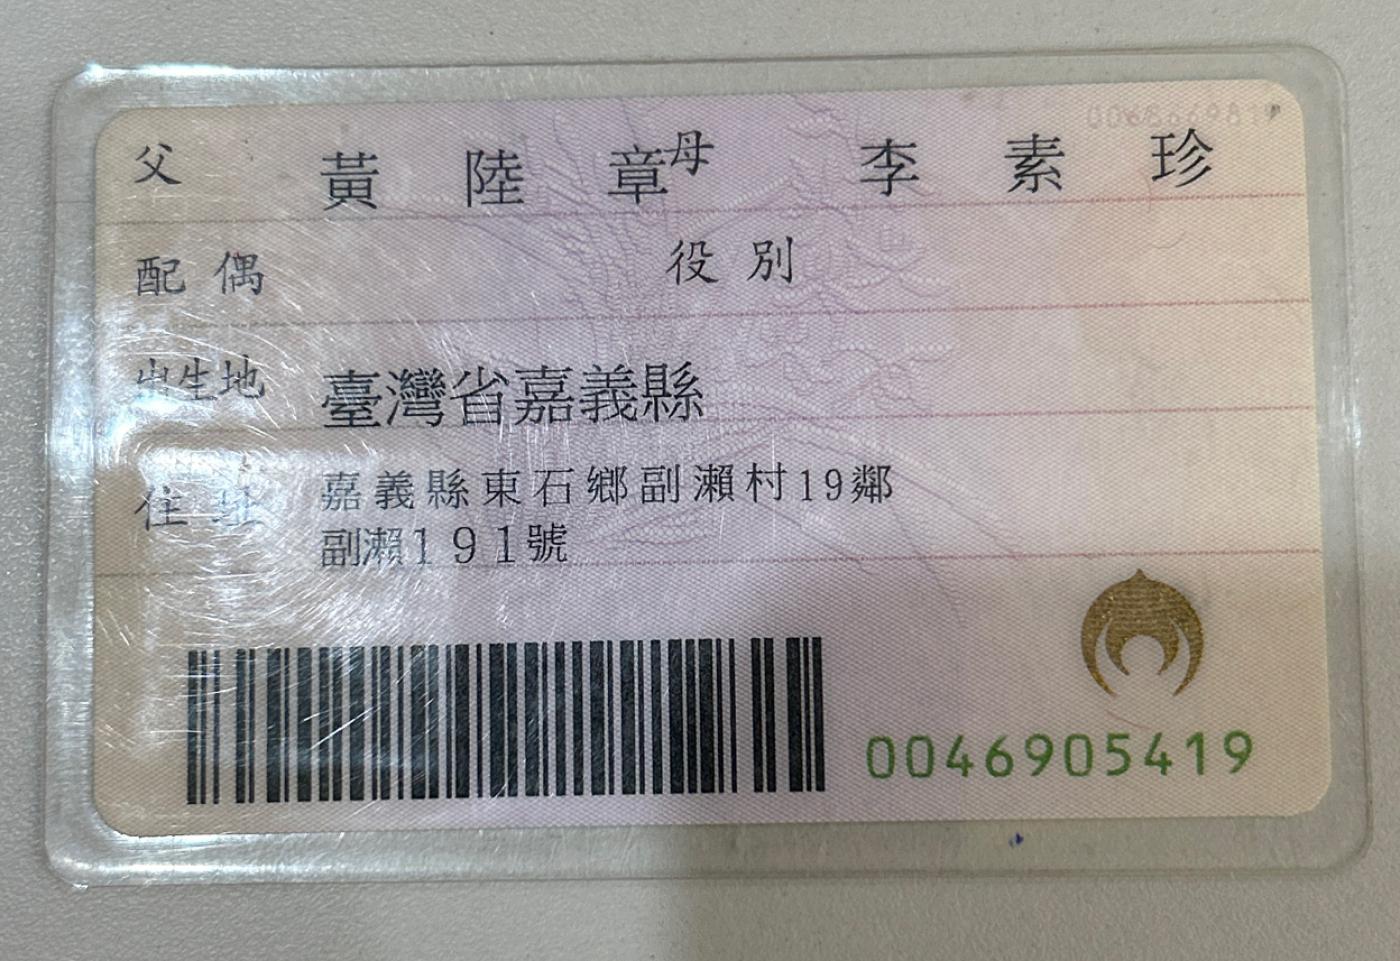 父 黃陸章 母 李素珍
配偶 役別
出生地 臺灣省嘉義縣
住址 嘉義縣東石鄉副瀨村19鄰
副瀨191號
0046905419